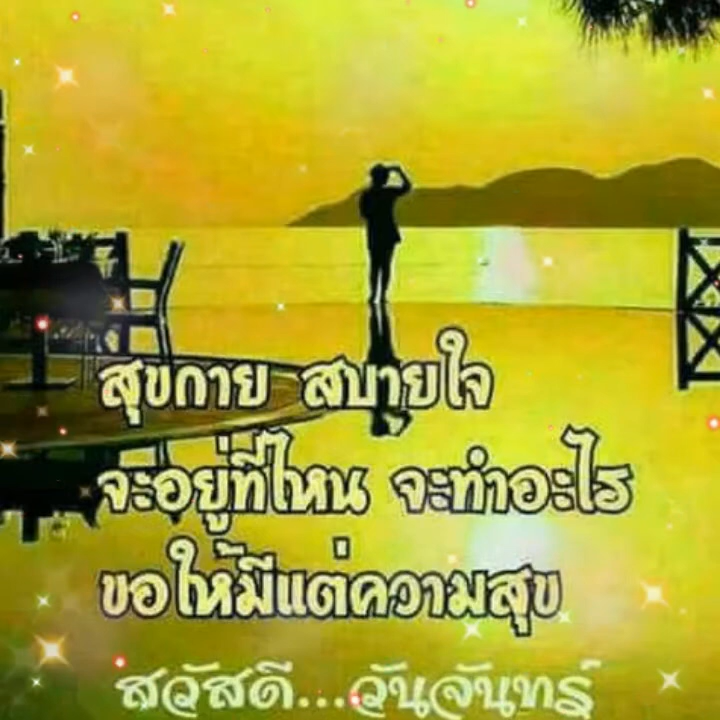 สุขกาย สบายใจ
จะอยู่ที่ไหน จะทำอะไร
ขอให้มีแต่ความสุข
สวัสดี...วันจันทร์